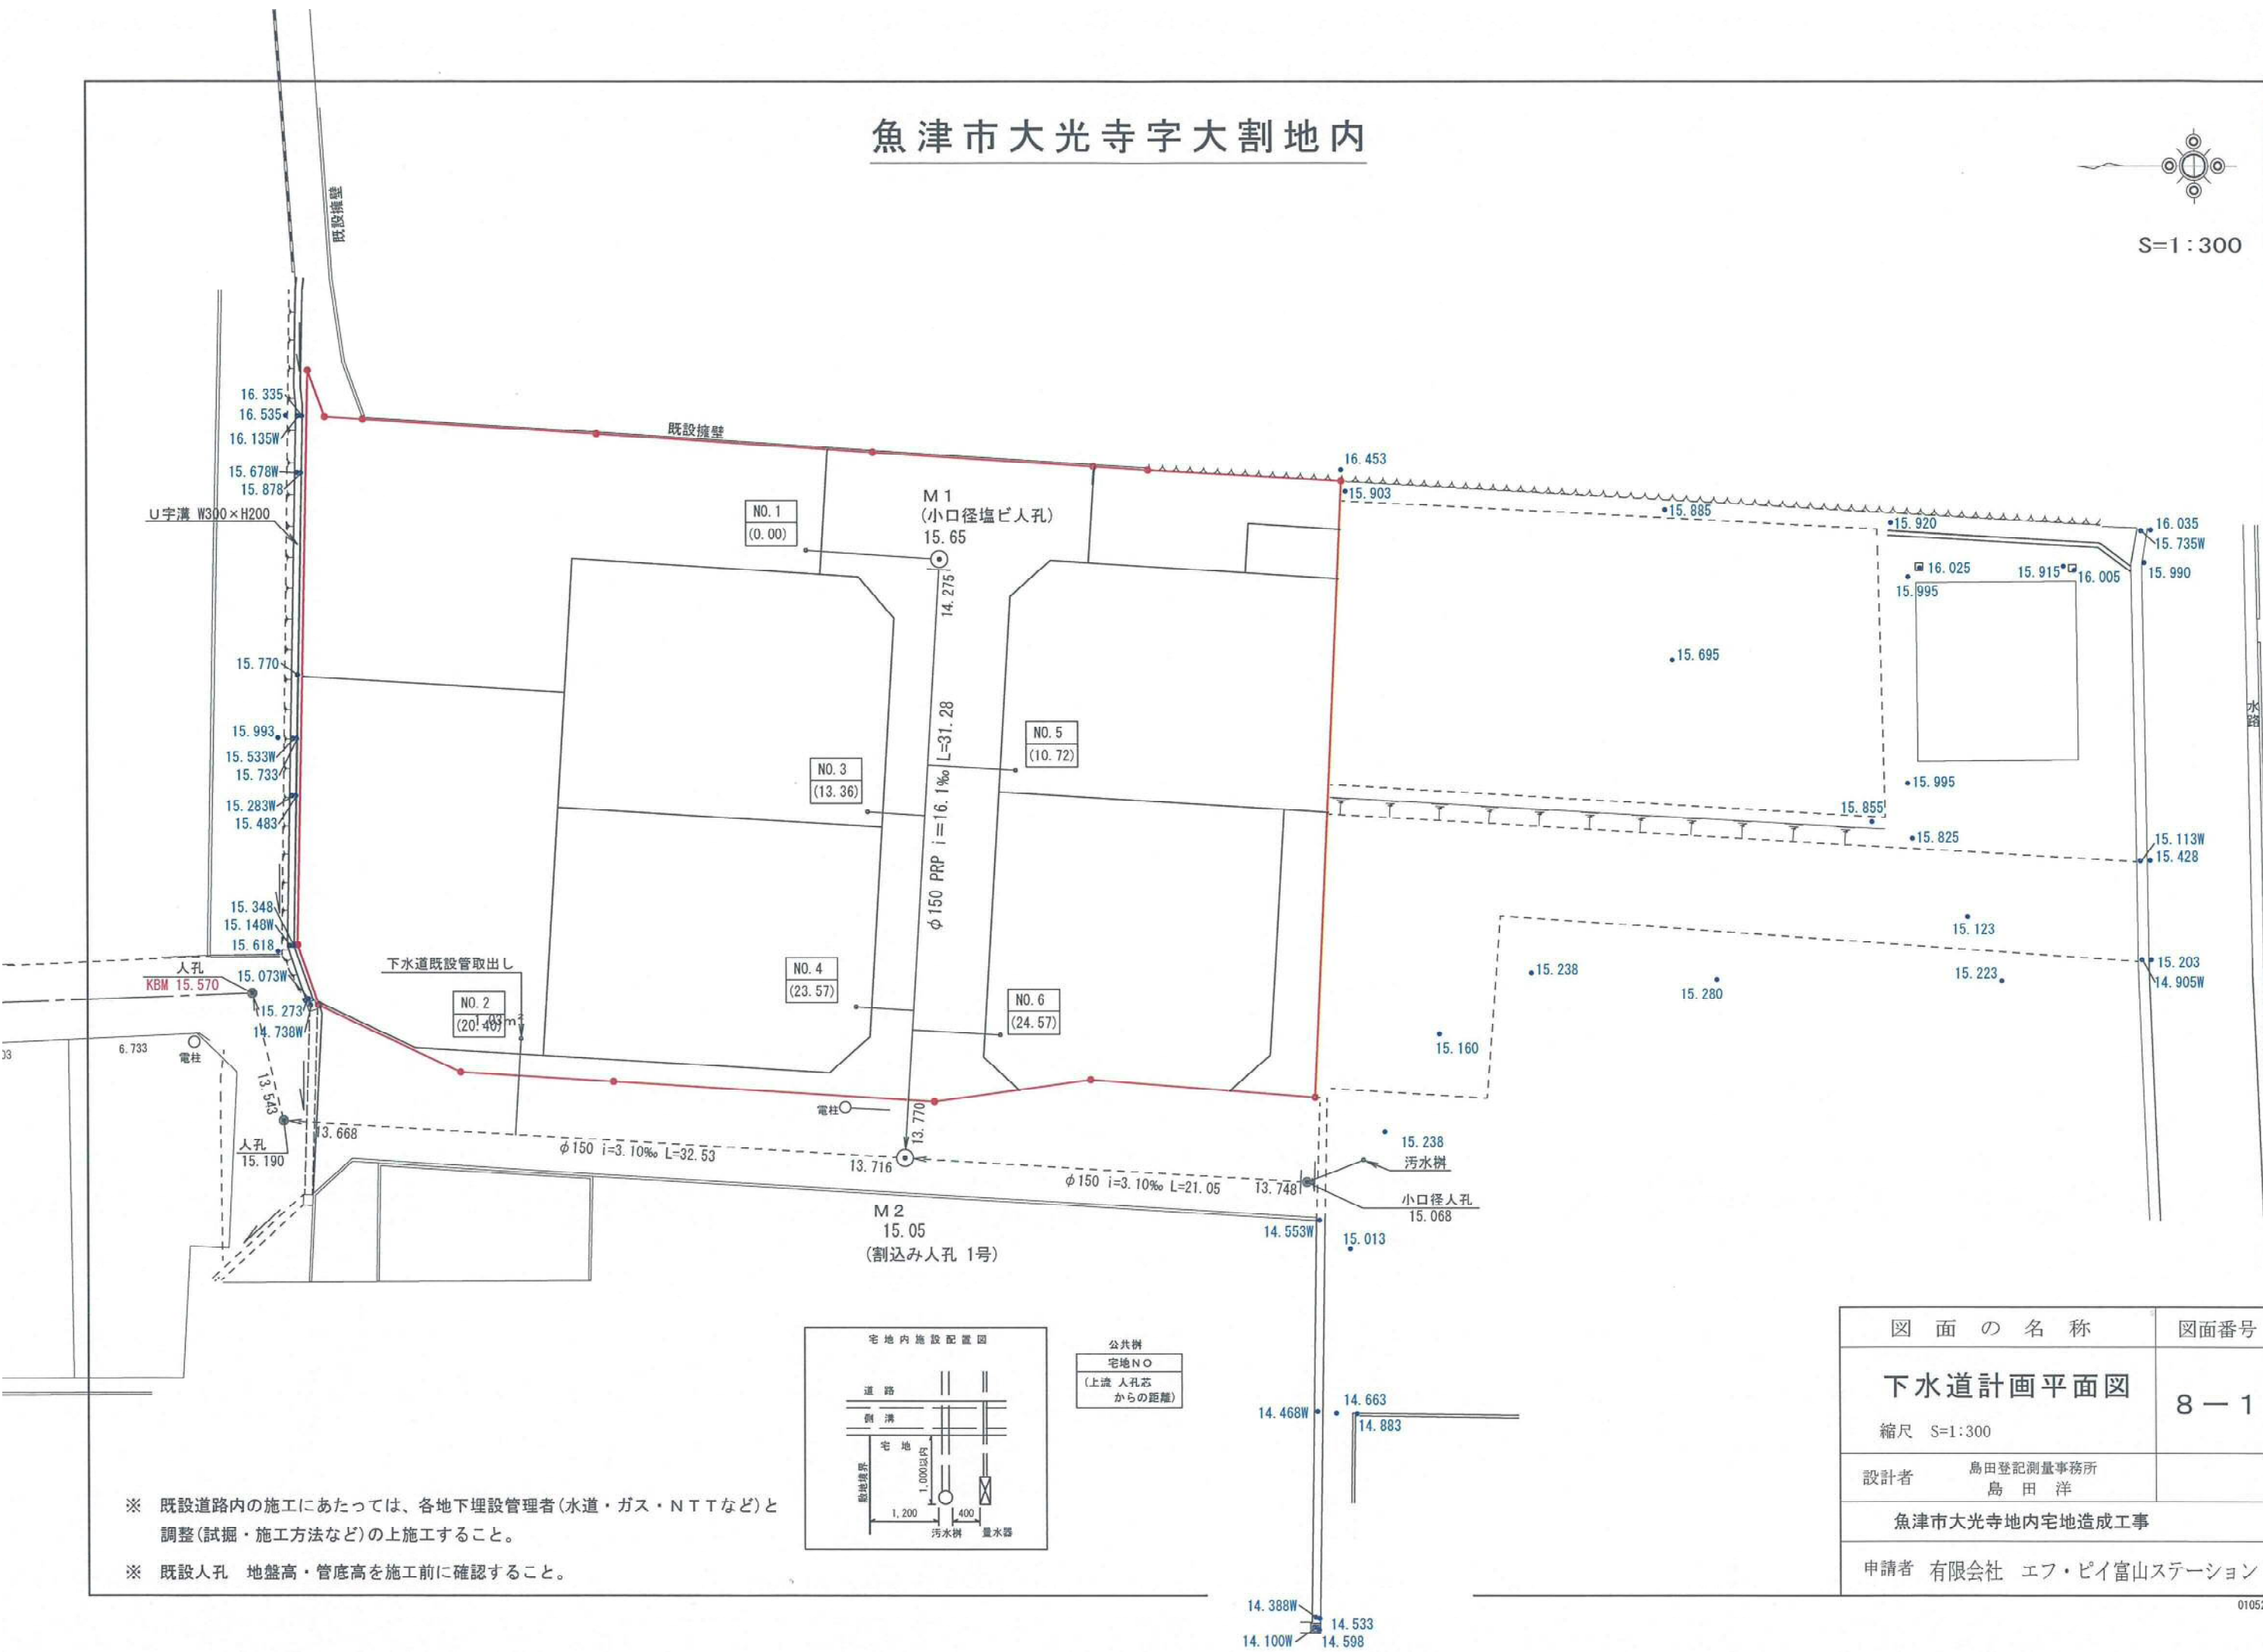 魚津市大光寺字大割地内
S=1:300
既設擁壁
既設擁壁
16.335
16.535
16.135W
15.678W
15.878
U字溝 W300×H200
15.770
15.993
15.533W
15.733
15.283W
15.483
15.348
15.148W
15.618
人孔
KBM 15.570
15.073W
15.273
14.738W
6.733
電柱
13.543
人孔
15.190
13.668
下水道既設管取出し
NO.1
(0.00)
M1
(小口径塩ビ人孔)
15.65
14.275
φ150 PRP i=16.1‰ L=31.28
NO.5
(10.72)
NO.3
(13.36)
NO.4
(23.57)
NO.6
(24.57)
NO.2
(20.40)
電柱
13.770
φ150 i=3.10‰ L=32.53
13.716
φ150 i=3.10‰ L=21.05
13.748
M2
15.05
(割込み人孔 1号)
16.453
15.903
15.885
15.920
16.035
15.735W
16.025
15.915
16.005
15.990
15.995
15.695
水路
15.995
15.855
15.825
15.113W
15.428
15.123
15.203
14.905W
15.238
15.280
15.223
15.160
15.238
汚水桝
小口径人孔
15.068
14.553W
15.013
14.468W
14.663
14.883
14.388W
14.533
14.100W
14.598
宅地内施設配置図
道路
側溝
宅地
敷地境界
1,000以内
1,200
400
汚水桝
量水器
公共桝
宅地NO
(上流 人孔芯
からの距離)
※ 既設道路内の施工にあたっては、各地下埋設管理者(水道・ガス・NTTなど)と
調整(試掘・施工方法など)の上施工すること。
※ 既設人孔 地盤高・管底高を施工前に確認すること。
図面の名称
図面番号
下水道計画平面図
8－1
縮尺 S=1:300
設計者
島田登記測量事務所
島田 洋
魚津市大光寺地内宅地造成工事
申請者 有限会社 エフ・ピイ富山ステーション